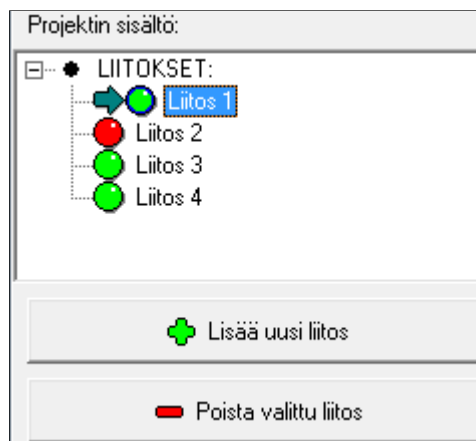 Projektin sisältö:
LIITOKSET:
Liitos 1
Liitos 2
Liitos 3
Liitos 4
Lisää uusi liitos
Poista valittu liitos